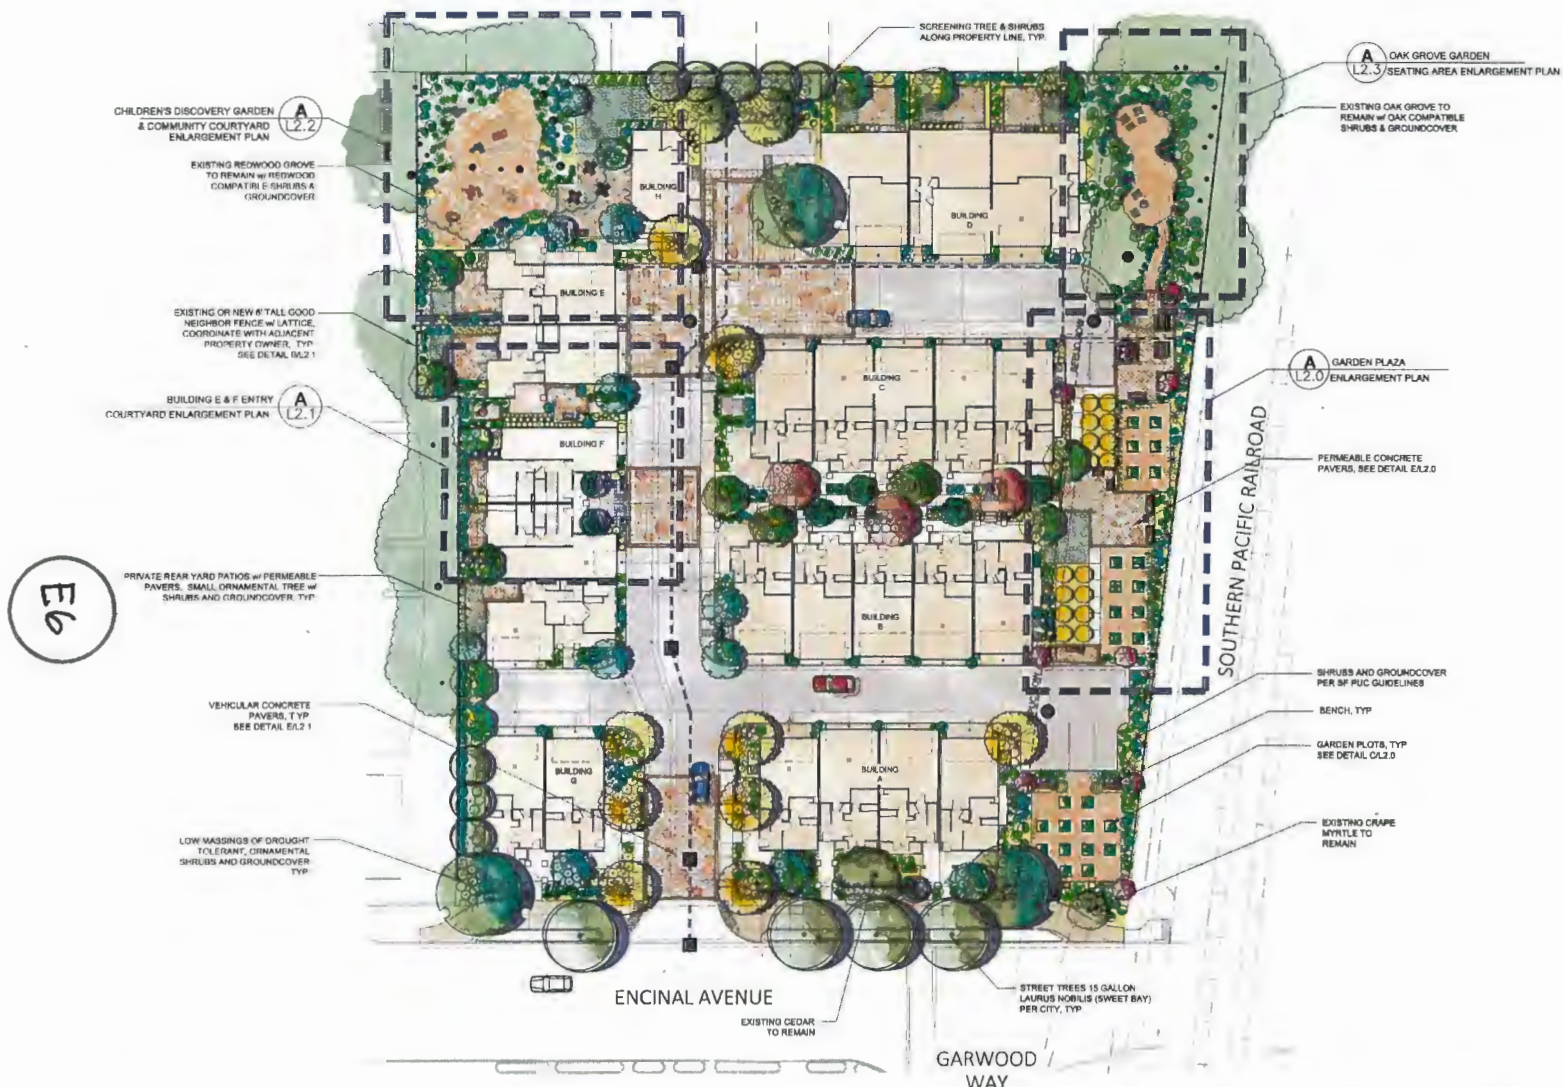 SCREENING TREE & SHRUBS
ALONG PROPERTY LINE, TYP.
A
L2.3
OAK GROVE GARDEN
SEATING AREA ENLARGEMENT PLAN
EXISTING OAK GROVE TO
REMAIN w/ OAK COMPATIBLE
SHRUBS & GROUNDCOVER
CHILDREN'S DISCOVERY GARDEN
& COMMUNITY COURTYARD
ENLARGEMENT PLAN
A
L2.2
EXISTING REDWOOD GROVE
TO REMAIN w/ REDWOOD
COMPATIBLE SHRUBS &
GROUNDCOVER
BUILDING
H
BUILDING
D
BUILDING E
EXISTING OR NEW 6' TALL GOOD
NEIGHBOR FENCE w/ LATTICE,
COORDINATE WITH ADJACENT
PROPERTY OWNER, TYP
SEE DETAIL B/L2.1
BUILDING
C
A
L2.0
GARDEN PLAZA
ENLARGEMENT PLAN
BUILDING E & F ENTRY
COURTYARD ENLARGEMENT PLAN
A
L2.1
BUILDING F
PERMEABLE CONCRETE
PAVERS, SEE DETAIL E/L2.0
SOUTHERN PACIFIC RAILROAD
E6
PRIVATE REAR YARD PATIOS w/ PERMEABLE
PAVERS, SMALL ORNAMENTAL TREE w/
SHRUBS AND GROUNDCOVER, TYP
BUILDING
B
SHRUBS AND GROUNDCOVER
PER SF PUC GUIDELINES
BENCH, TYP
VEHICULAR CONCRETE
PAVERS, TYP
SEE DETAIL E/L2.1
GARDEN PLOTS, TYP
SEE DETAIL C/L2.0
BUILDING
G
BUILDING
A
EXISTING CRAPE
MYRTLE TO
REMAIN
LOW MASSINGS OF DROUGHT
TOLERANT, ORNAMENTAL
SHRUBS AND GROUNDCOVER
TYP
ENCINAL AVENUE
EXISTING CEDAR
TO REMAIN
STREET TREES 15 GALLON
LAURUS NOBILIS (SWEET BAY)
PER CITY, TYP
GARWOOD
WAY